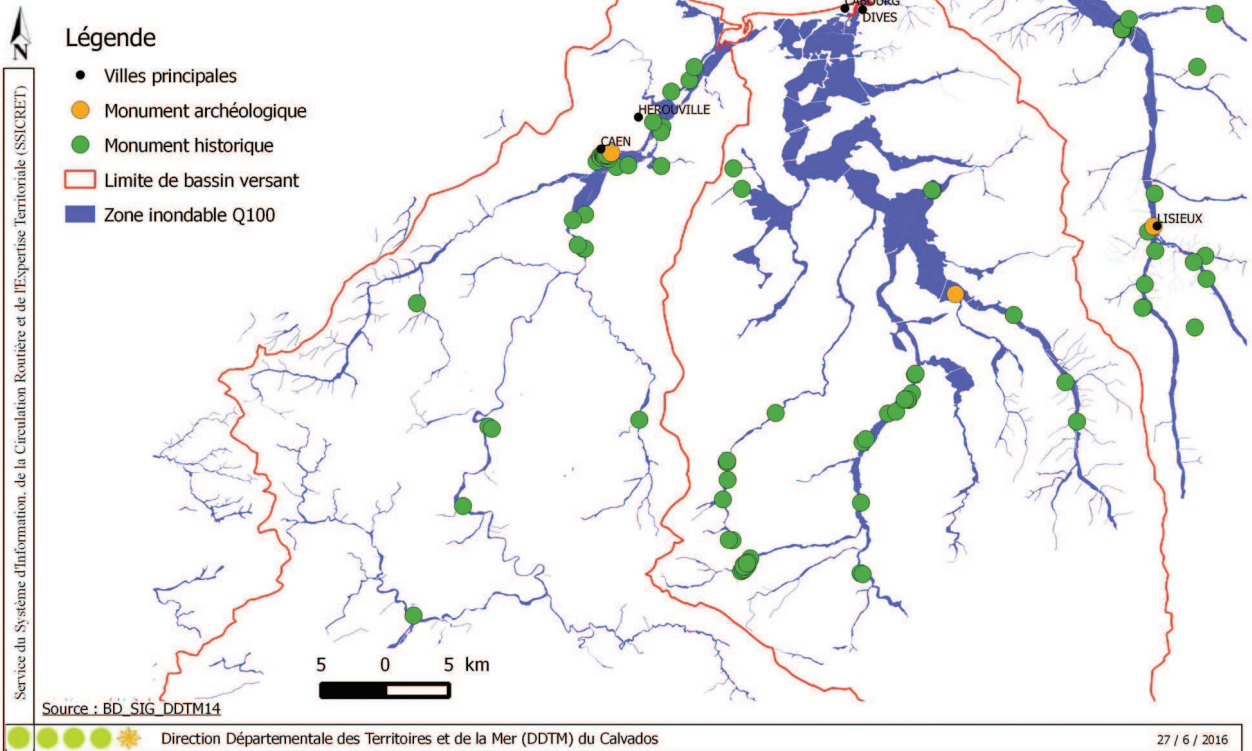 N
Légende
Villes principales
Monument archéologique
Monument historique
Limite de bassin versant
Zone inondable Q100
CABOURG
DIVES
HEROUVILLE
CAEN
LISIEUX
5 0 5 km
Source : BD_SIG_DDTM14
Service du Système d'Information, de la Circulation Routière et de l'Expertise Territoriale (SSICRET)
Direction Départementale des Territoires et de la Mer (DDTM) du Calvados
27 / 6 / 2016